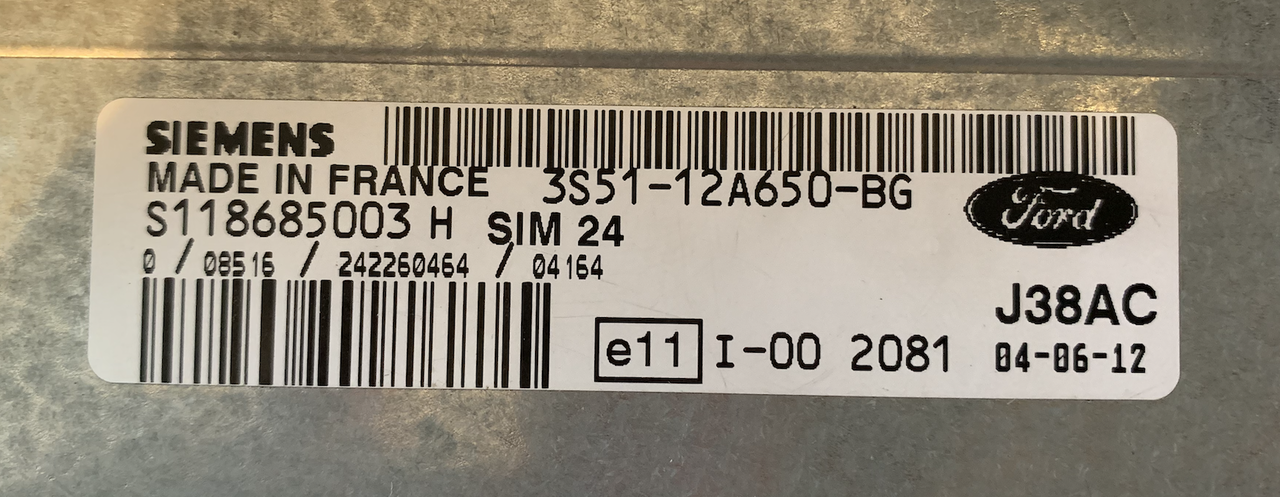 SIEMENS
MADE IN FRANCE 3S51-12A650-BG
Ford
S118685003 H SIM 24
0 / 08516 / 242260464 / 04164
J38AC
e11 I-00 2081 04-06-12